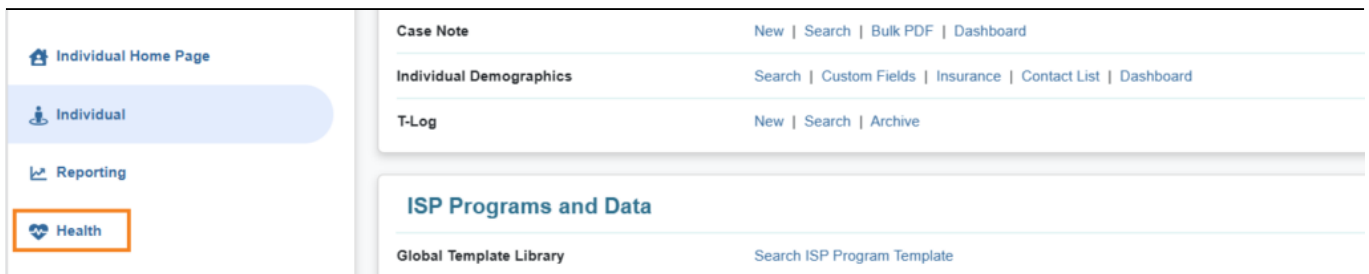 Individual Home Page
Individual
Reporting
Health
Case Note New | Search | Bulk PDF | Dashboard
Individual Demographics Search | Custom Fields | Insurance | Contact List | Dashboard
T-Log New | Search | Archive
ISP Programs and Data
Global Template Library Search ISP Program Template